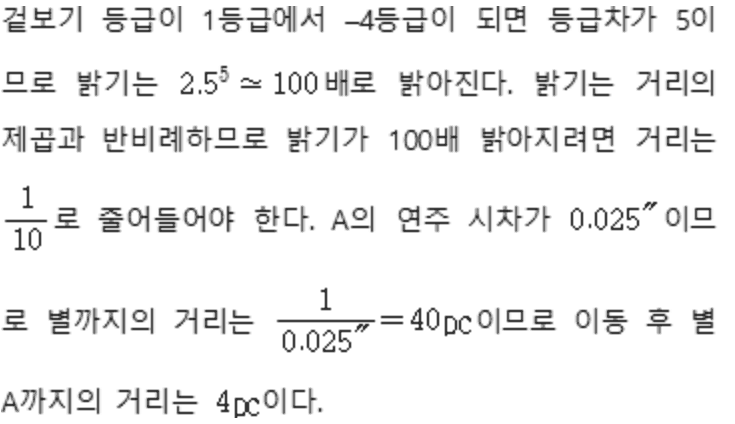 겉보기 등급이 1등급에서 –4등급이 되면 등급차가 5이
므로 밝기는 2.5⁵ ≃ 100배로 밝아진다. 밝기는 거리의
제곱과 반비례하므로 밝기가 100배 밝아지려면 거리는
1/10로 줄어들어야 한다. A의 연주 시차가 0.025″이므
로 별까지의 거리는 1/0.025″=40pc이므로 이동 후 별
A까지의 거리는 4pc이다.